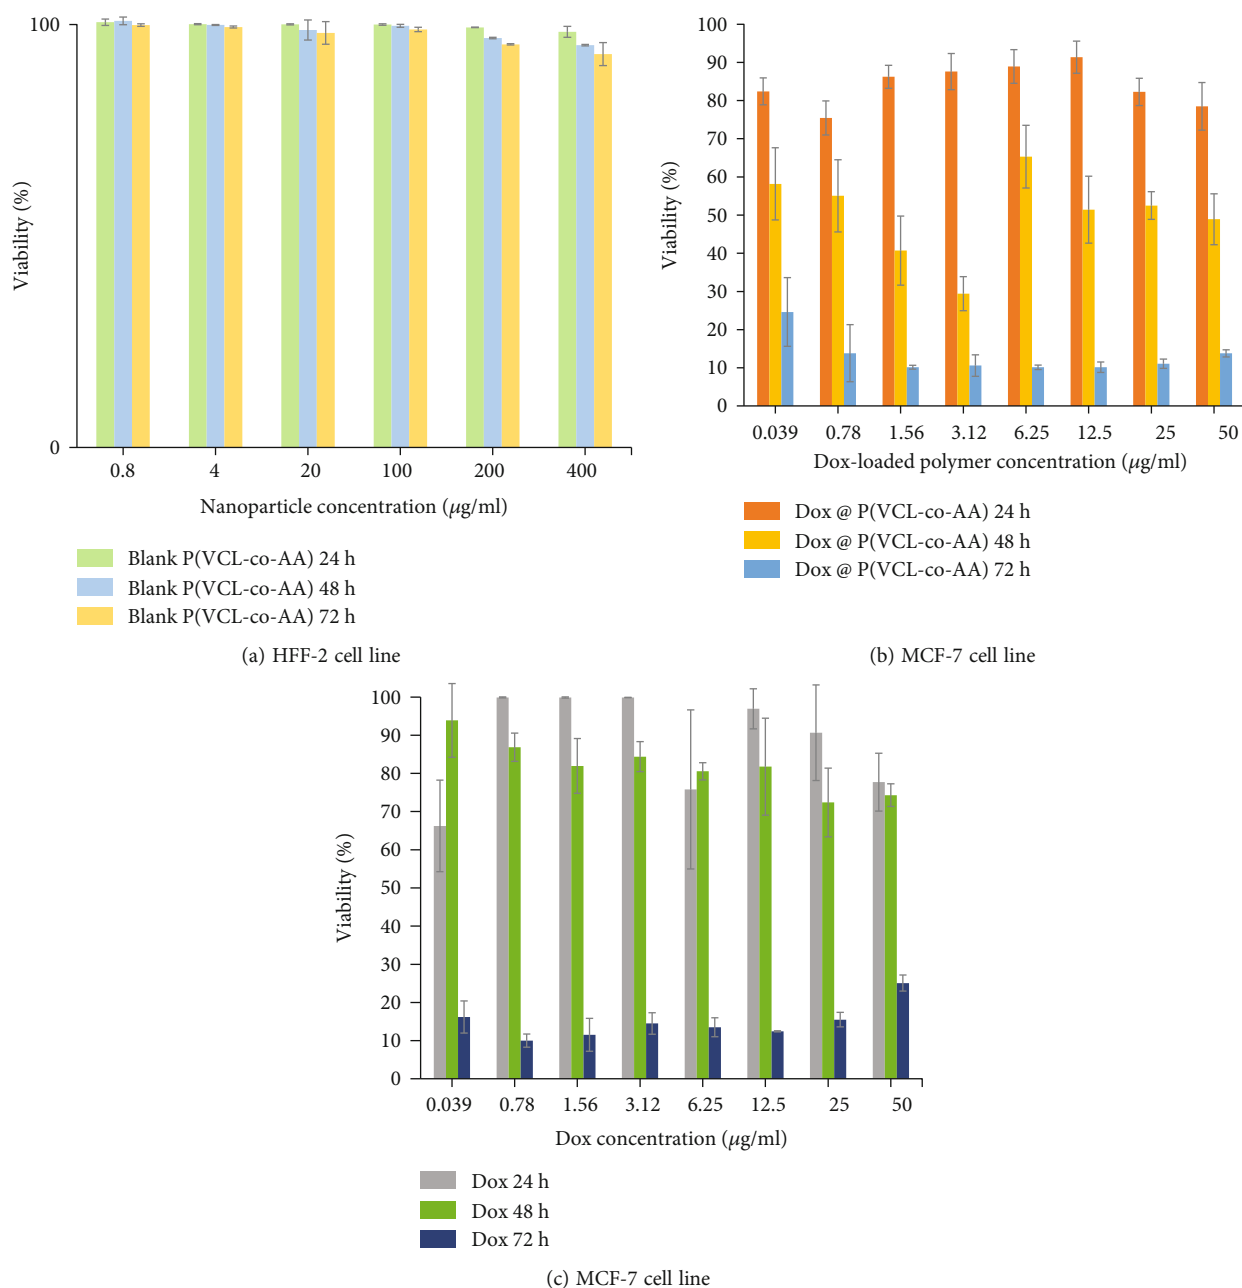 100
0
Viability (%)
0.8 4 20 100 200 400
Nanoparticle concentration (μg/ml)
Blank P(VCL-co-AA) 24 h
Blank P(VCL-co-AA) 48 h
Blank P(VCL-co-AA) 72 h
(a) HFF-2 cell line
100
90
80
70
60
50
40
30
20
10
0
Viability (%)
0.039 0.78 1.56 3.12 6.25 12.5 25 50
Dox-loaded polymer concentration (μg/ml)
Dox @ P(VCL-co-AA) 24 h
Dox @ P(VCL-co-AA) 48 h
Dox @ P(VCL-co-AA) 72 h
(b) MCF-7 cell line
100
90
80
70
60
50
40
30
20
10
0
Viability (%)
0.039 0.78 1.56 3.12 6.25 12.5 25 50
Dox concentration (μg/ml)
Dox 24 h
Dox 48 h
Dox 72 h
(c) MCF-7 cell line